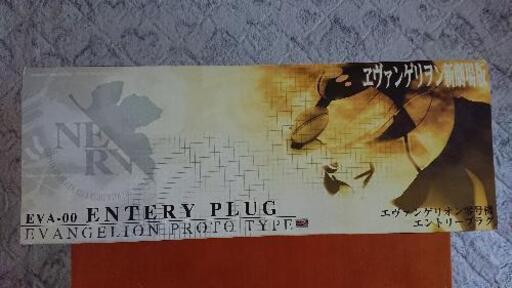 ヱヴァンゲリヲン新劇場版
NE
RV
EVA-00 ENTERY PLUG
EVANGELION PROTO TYPE
エヴァンゲリオン零号機
エントリープラグ